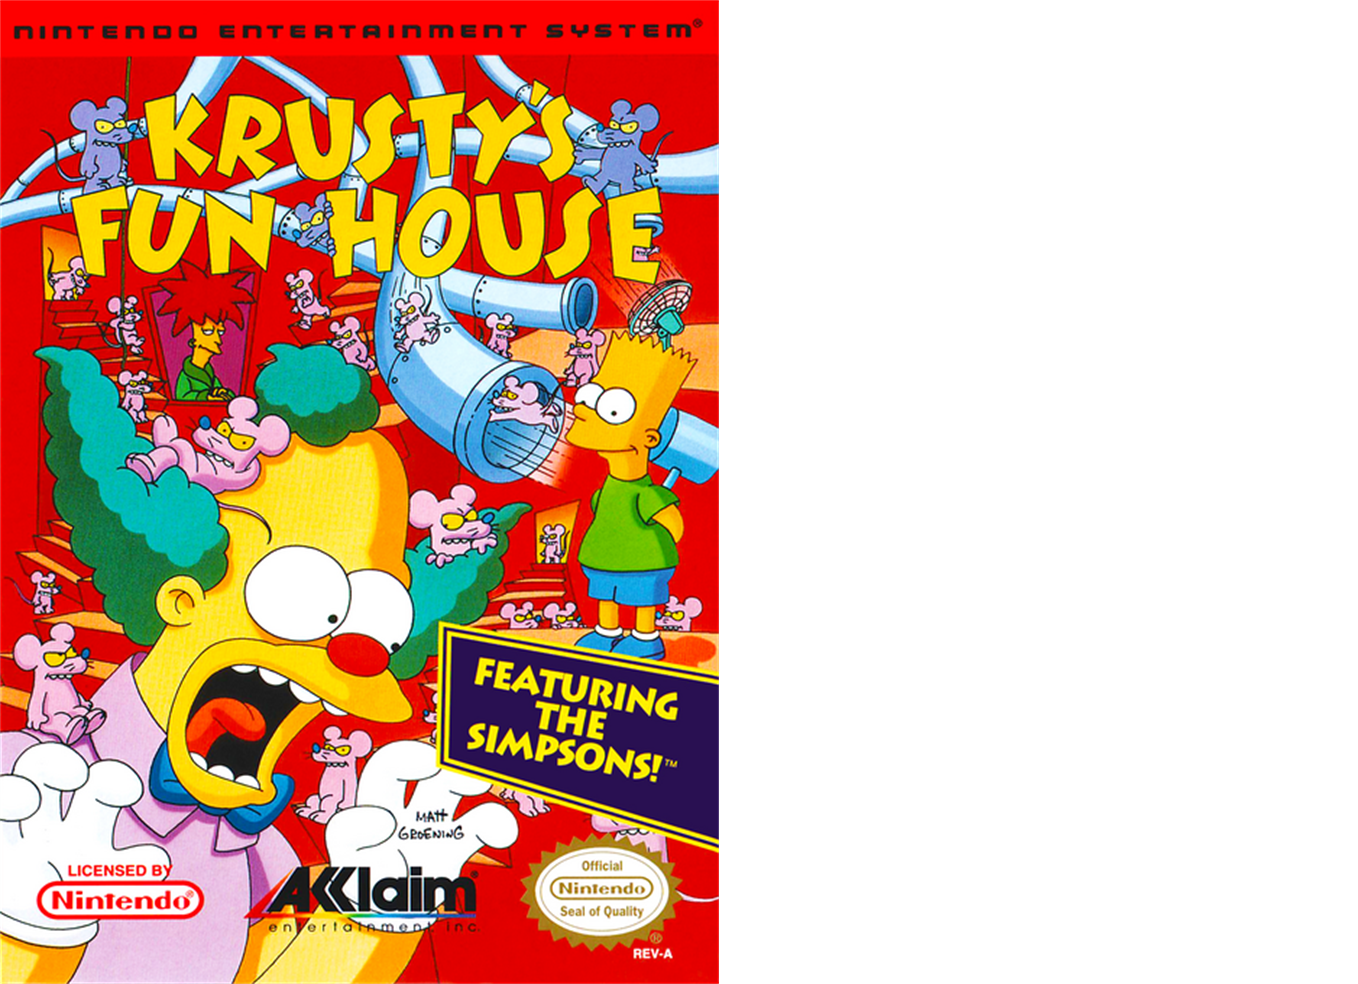 NINTENDO ENTERTAINMENT SYSTEM®
KRUSTY'S
FUN HOUSE
FEATURING
THE
SIMPSONS!™
MATT
GROENING
LICENSED BY
Nintendo®
AKKlaim®
entertainment, inc.
Official
Nintendo
Seal of Quality
®
REV-A